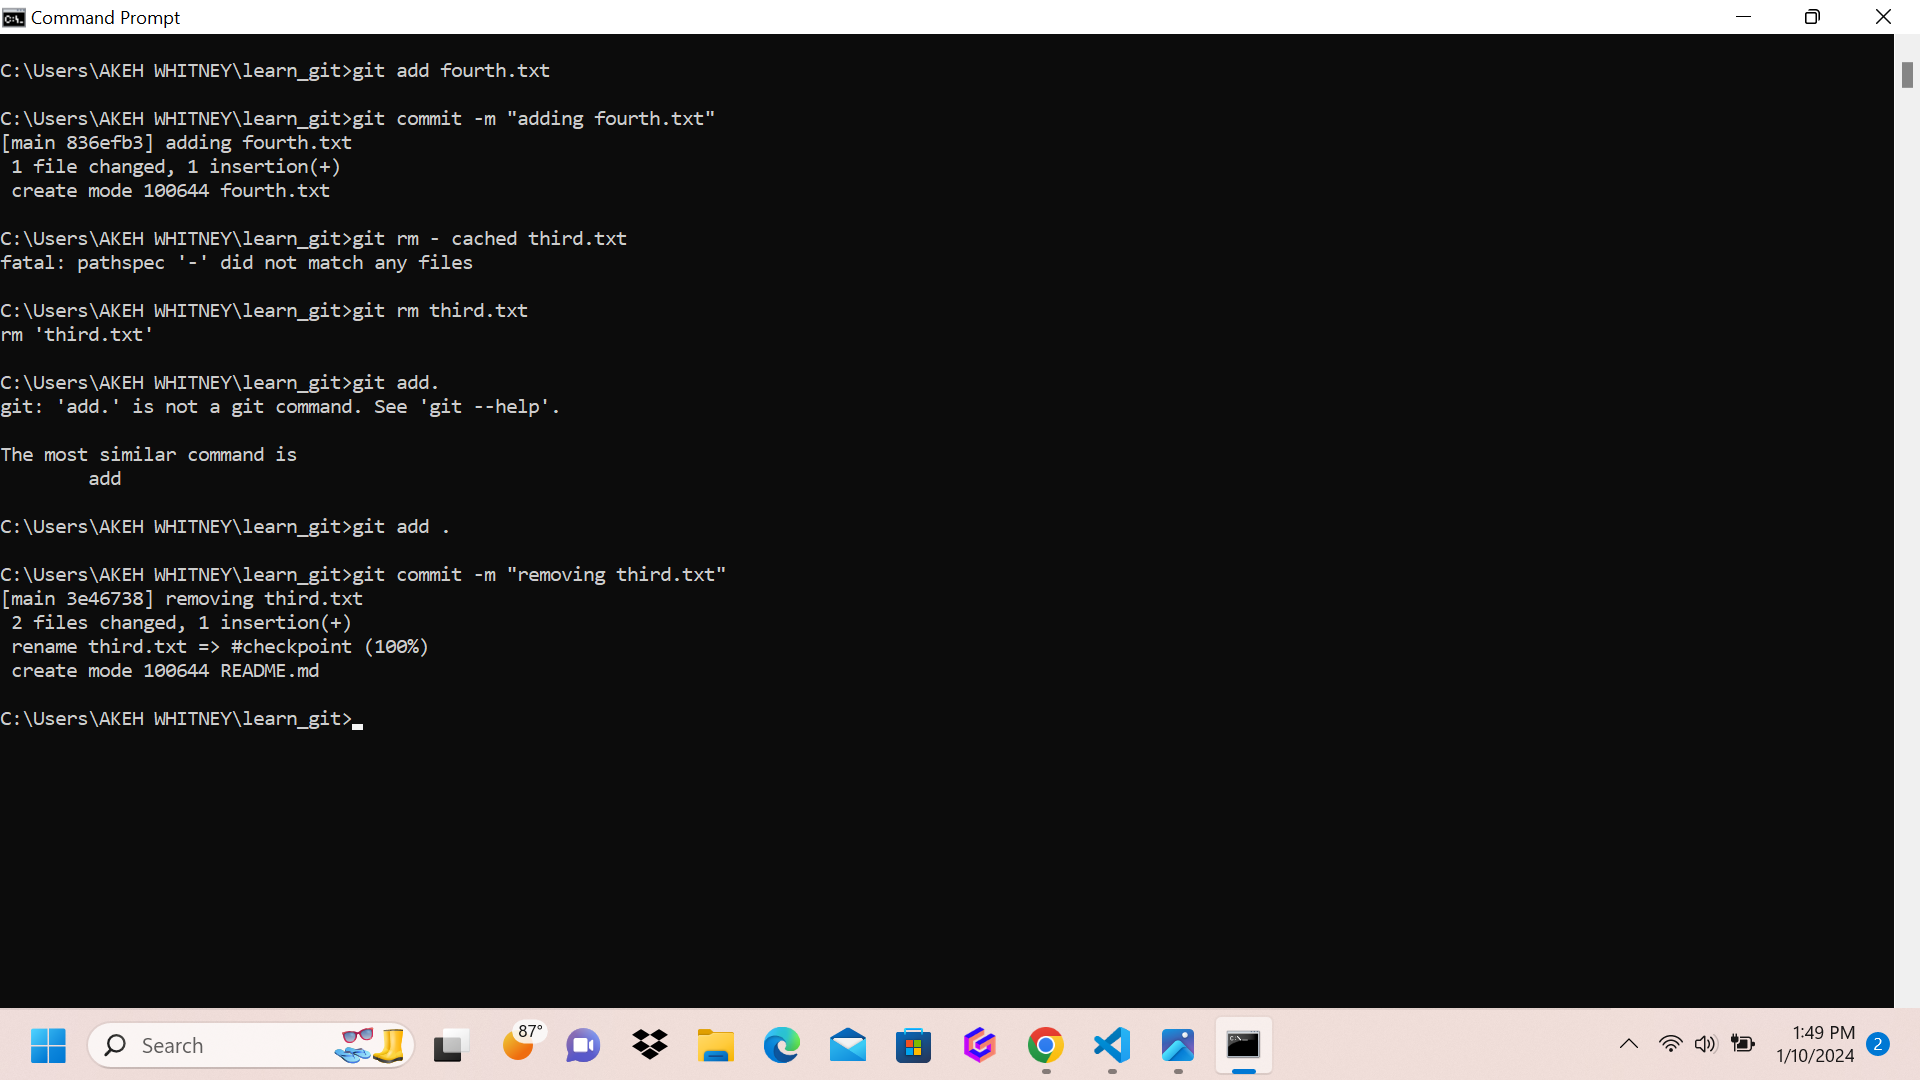 Command Prompt
C:\Users\AKEH WHITNEY\learn_git>git add fourth.txt
C:\Users\AKEH WHITNEY\learn_git>git commit -m "adding fourth.txt"
[main 836efb3] adding fourth.txt
 1 file changed, 1 insertion(+)
 create mode 100644 fourth.txt
C:\Users\AKEH WHITNEY\learn_git>git rm - cached third.txt
fatal: pathspec '-' did not match any files
C:\Users\AKEH WHITNEY\learn_git>git rm third.txt
rm 'third.txt'
C:\Users\AKEH WHITNEY\learn_git>git add.
git: 'add.' is not a git command. See 'git --help'.
The most similar command is
        add
C:\Users\AKEH WHITNEY\learn_git>git add .
C:\Users\AKEH WHITNEY\learn_git>git commit -m "removing third.txt"
[main 3e46738] removing third.txt
 2 files changed, 1 insertion(+)
 rename third.txt => #checkpoint (100%)
 create mode 100644 README.md
C:\Users\AKEH WHITNEY\learn_git>
Search
87°
1:49 PM
1/10/2024
2